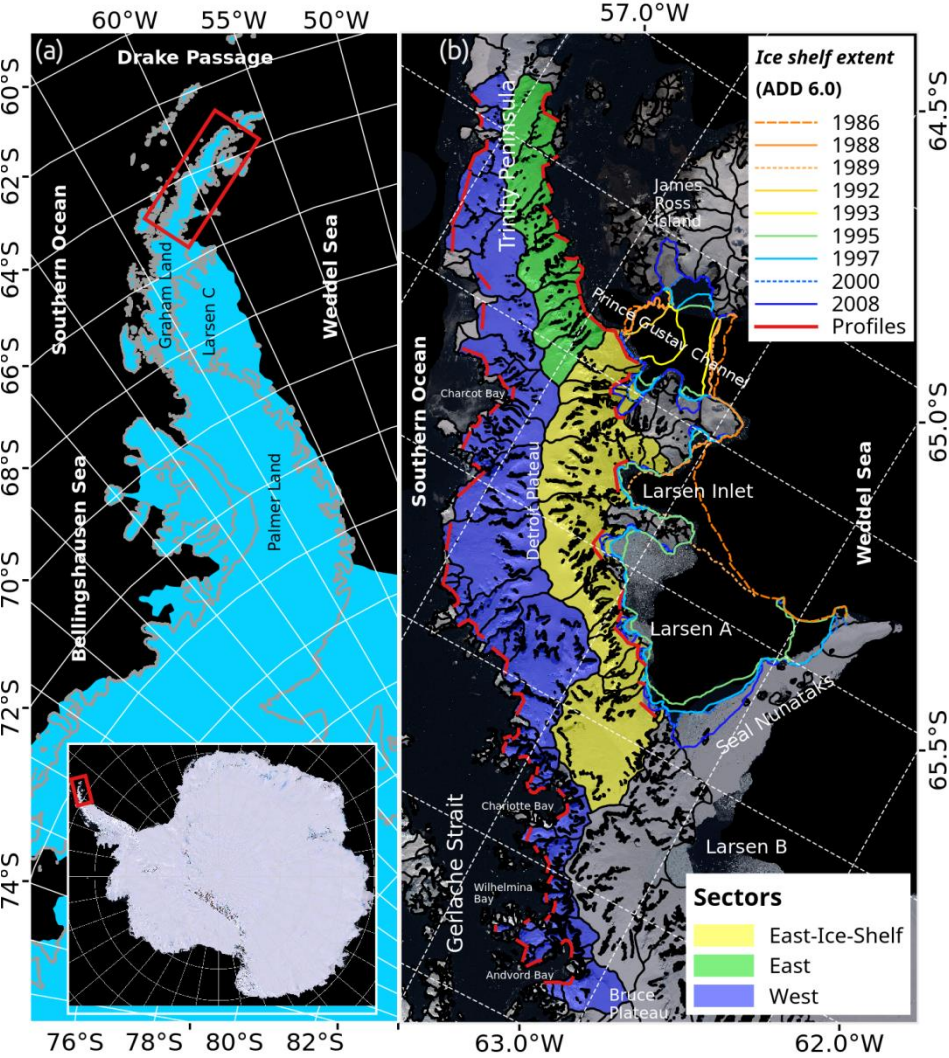 60°W
55°W
50°W
57.0°W
(a)
Drake Passage
60°S
62°S
64°S
66°S
68°S
70°S
72°S
74°S
Southern Ocean
Weddel Sea
Graham Land
Larsen C
Bellingshausen Sea
Palmer Land
76°S
78°S
80°S
82°S
(b)
Trinity Peninsula
James
Ross
Island
Prince Gustav Channel
Southern Ocean
Charcot Bay
Detroit Plateau
Larsen Inlet
Weddel Sea
Larsen A
Seal Nunataks
Gerlache Strait
Charlotte Bay
Larsen B
Wilhelmina
Bay
Andvord Bay
Bruce
Plateau
Ice shelf extent
(ADD 6.0)
1986
1988
1989
1992
1993
1995
1997
2000
2008
Profiles
64.5°S
65.0°S
65.5°S
Sectors
East-Ice-Shelf
East
West
63.0°W
62.0°W